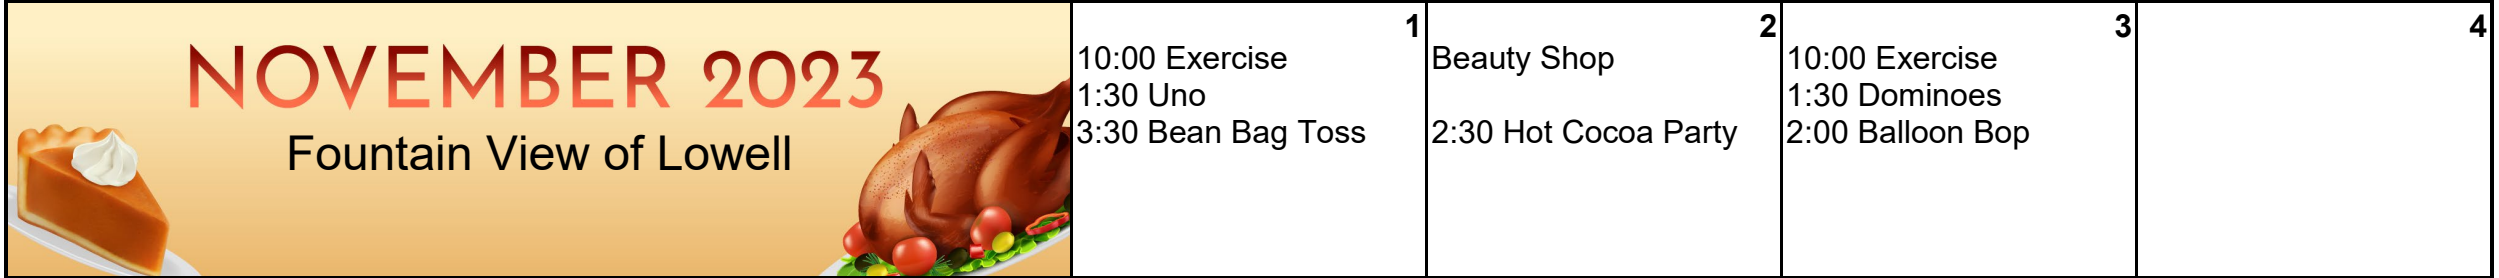 NOVEMBER 2023
Fountain View of Lowell
1
10:00 Exercise
1:30 Uno
3:30 Bean Bag Toss
2
Beauty Shop
2:30 Hot Cocoa Party
3
10:00 Exercise
1:30 Dominoes
2:00 Balloon Bop
4